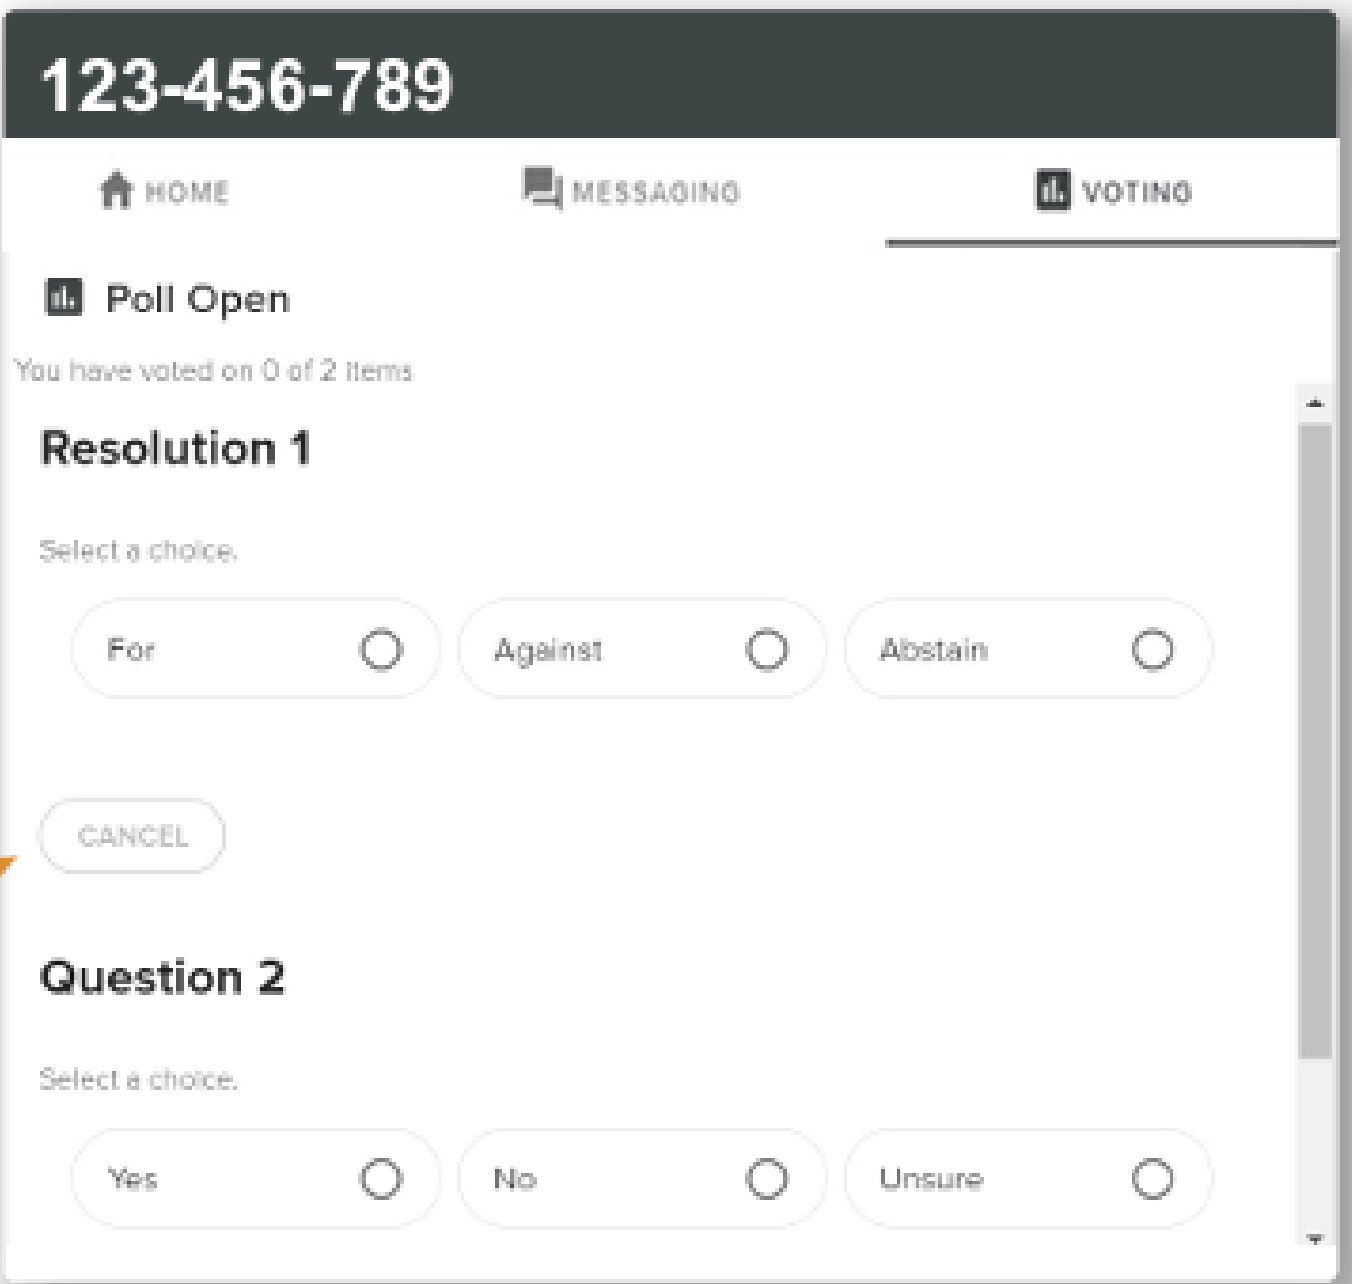 123-456-789
HOME MESSAGING VOTING
Poll Open
You have voted on 0 of 2 items
Resolution 1
Select a choice.
For Against Abstain
CANCEL
Question 2
Select a choice.
Yes No Unsure